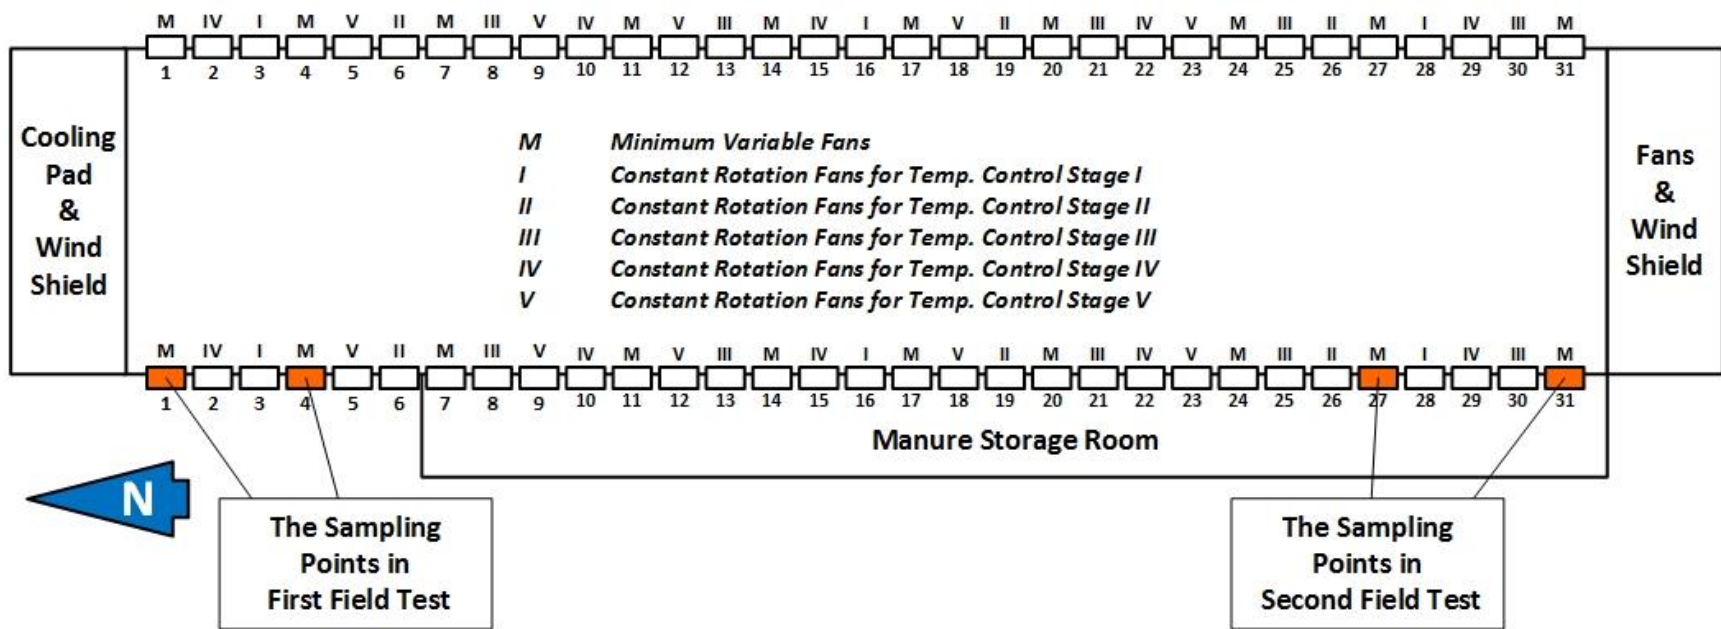 M IV I M V II M III V IV M V III M IV I M V II M III IV V M III II M I IV III M
1 2 3 4 5 6 7 8 9 10 11 12 13 14 15 16 17 18 19 20 21 22 23 24 25 26 27 28 29 30 31
Cooling
Pad
&
Wind
Shield
M Minimum Variable Fans
I Constant Rotation Fans for Temp. Control Stage I
II Constant Rotation Fans for Temp. Control Stage II
III Constant Rotation Fans for Temp. Control Stage III
IV Constant Rotation Fans for Temp. Control Stage IV
V Constant Rotation Fans for Temp. Control Stage V
Fans
&
Wind
Shield
M IV I M V II M III V IV M V III M IV I M V II M III IV V M III II M I IV III M
1 2 3 4 5 6 7 8 9 10 11 12 13 14 15 16 17 18 19 20 21 22 23 24 25 26 27 28 29 30 31
Manure Storage Room
N
The Sampling
Points in
First Field Test
The Sampling
Points in
Second Field Test